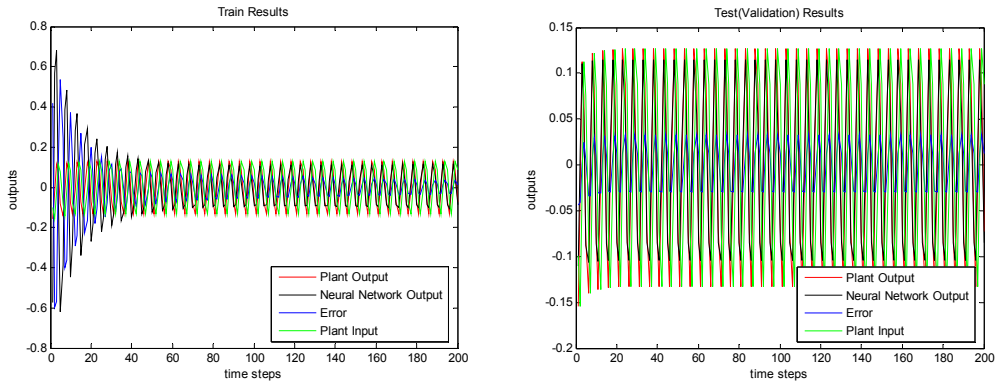 Train Results
0.8
0.6
0.4
0.2
0
-0.2
-0.4
-0.6
-0.8
outputs
0 20 40 60 80 100 120 140 160 180 200
time steps
Plant Output
Neural Network Output
Error
Plant Input
Test(Validation) Results
0.15
0.1
0.05
0
-0.05
-0.1
-0.15
-0.2
outputs
0 20 40 60 80 100 120 140 160 180 200
time steps
Plant Output
Neural Network Output
Error
Plant Input